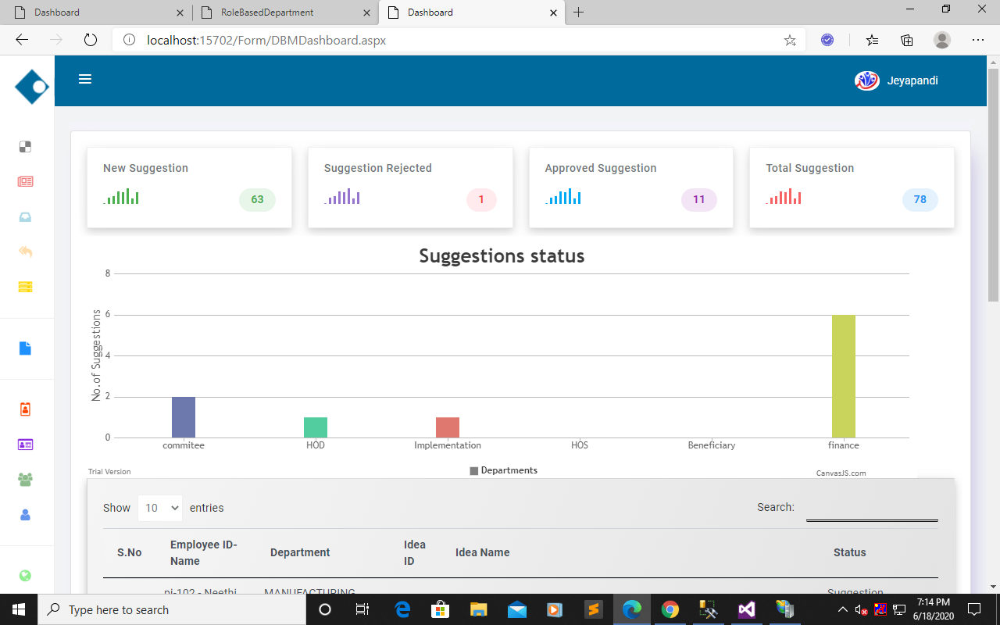 Dashboard
RoleBasedDepartment
Dashboard
localhost:15702/Form/DBMDashboard.aspx
Jeyapandi
New Suggestion
63
Suggestion Rejected
1
Approved Suggestion
11
Total Suggestion
78
Suggestions status
No.of Suggestions
8
6
4
2
0
commitee
HOD
Implementation
HOS
Beneficiary
finance
Trial Version
Departments
CanvasJS.com
Show 10 entries
Search:
S.No
Employee ID-
Name
Department
Idea
ID
Idea Name
Status
pi-102 - Neethi
MANUFACTURING
Suggestion
Type here to search
7:14 PM
6/18/2020